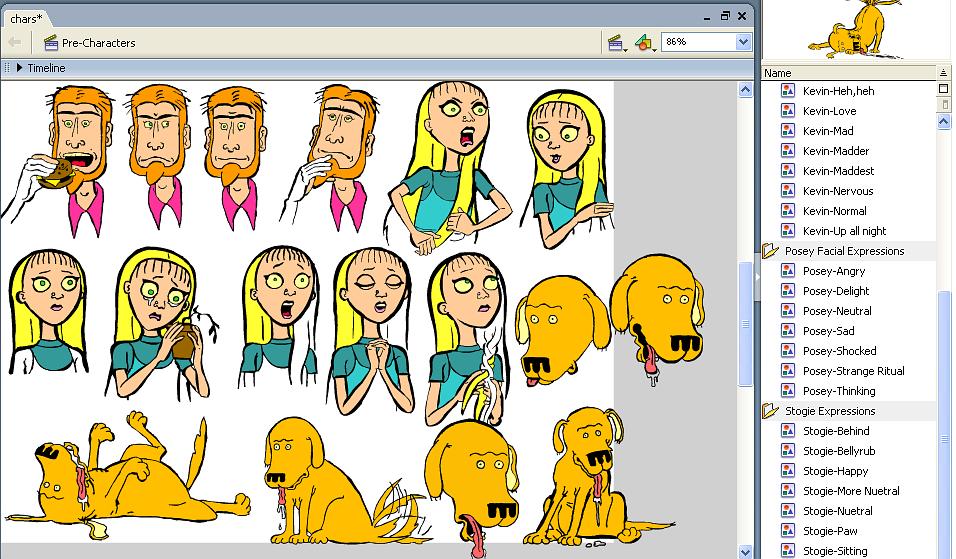 chars*
Pre-Characters
86%
Timeline
Name
Kevin-Heh,heh
Kevin-Love
Kevin-Mad
Kevin-Madder
Kevin-Maddest
Kevin-Nervous
Kevin-Normal
Kevin-Up all night
Posey Facial Expressions
Posey-Angry
Posey-Delight
Posey-Neutral
Posey-Sad
Posey-Shocked
Posey-Strange Ritual
Posey-Thinking
Stogie Expressions
Stogie-Behind
Stogie-Bellyrub
Stogie-Happy
Stogie-More Nuetral
Stogie-Nuetral
Stogie-Paw
Stogie-Sitting